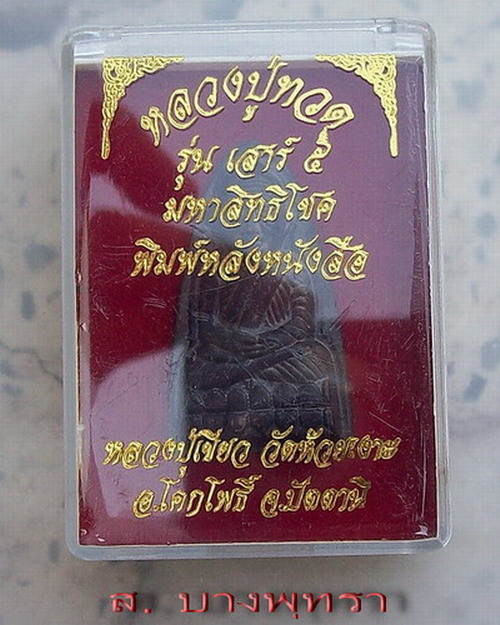 หลวงปู่ทวด
รุ่น เสาร์ ๕
มหาสิทธิโชค
พิมพ์หลังหนังสือ
หลวงปู่เขียว วัดห้วยเงาะ
อ.โคกโพธิ์ จ.ปัตตานี
ส. บางพุทรา